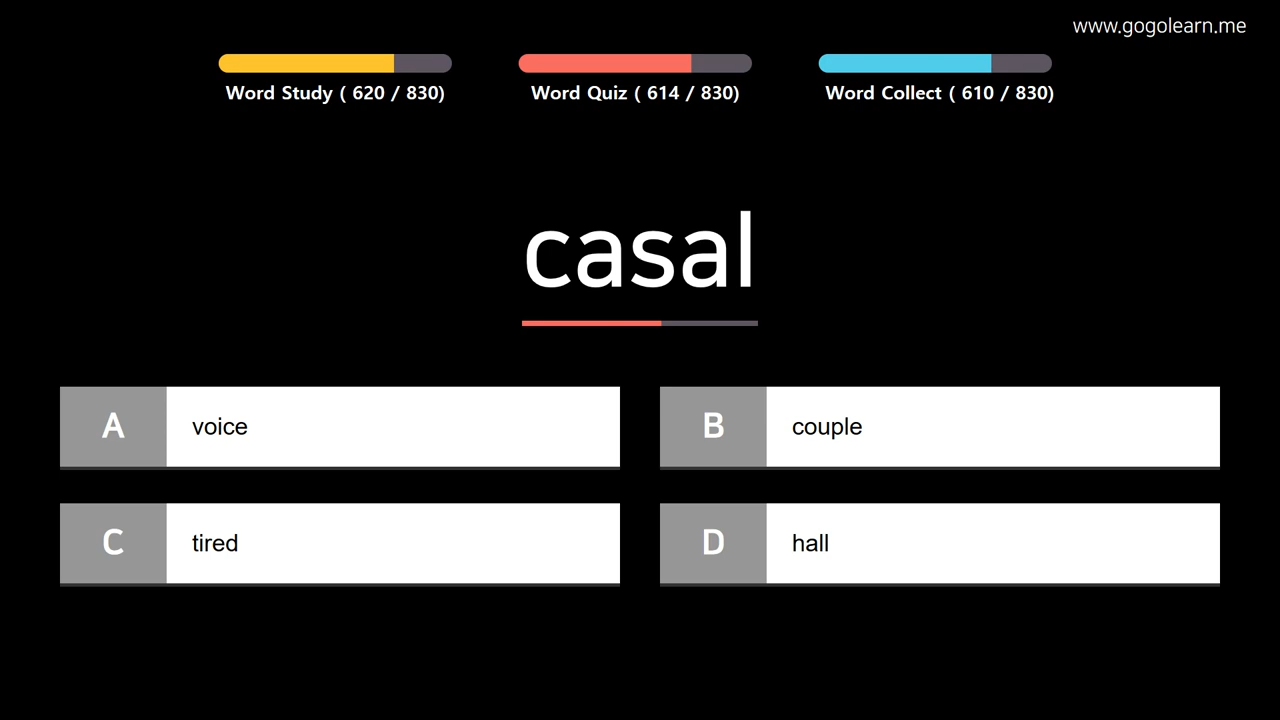 www.gogolearn.me
Word Study ( 620 / 830)
Word Quiz ( 614 / 830)
Word Collect ( 610 / 830)
casal
A voice
B couple
C tired
D hall